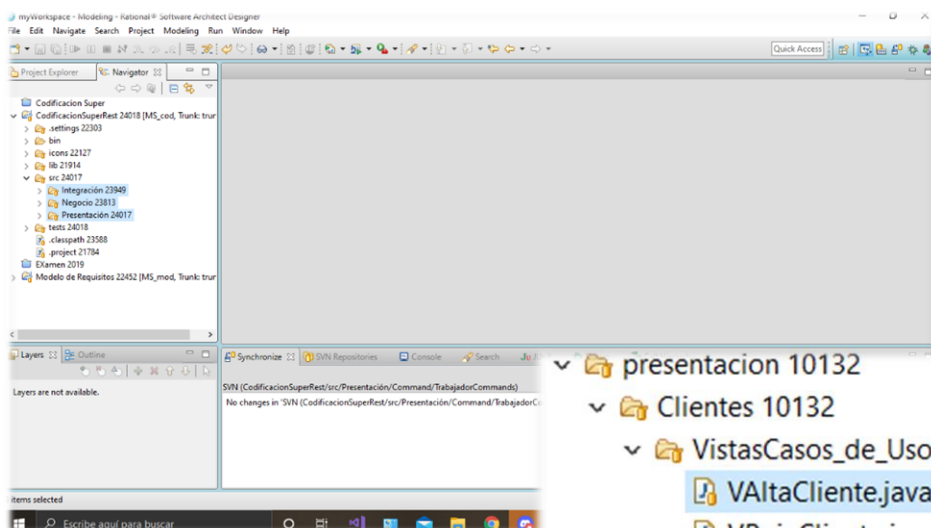 myWorkspace - Modeling - Rational® Software Architect Designer
File Edit Navigate Search Project Modeling Run Window Help
Quick Access
Project Explorer Navigator
Codificacion Super
CodificacionSuperRest 24018 [MS_cod, Trunk: trur
.settings 22303
bin
icons 22127
lib 21914
src 24017
Integración 23949
Negocio 23813
Presentación 24017
tests 24018
.classpath 23588
.project 21784
EXamen 2019
Modelo de Requisitos 22452 [MS_mod, Trunk: trur
Layers Outline
Layers are not available.
Synchronize SVN Repositories Console Search Ju
SVN (CodificacionSuperRest/src/Presentación/Command/TrabajadorCommands)
No changes in 'SVN (CodificacionSuperRest/src/Presentación/Command/TrabajadorCo
presentacion 10132
Clientes 10132
VistasCasos_de_Uso
VAltaCliente.java
items selected
Escribe aquí para buscar